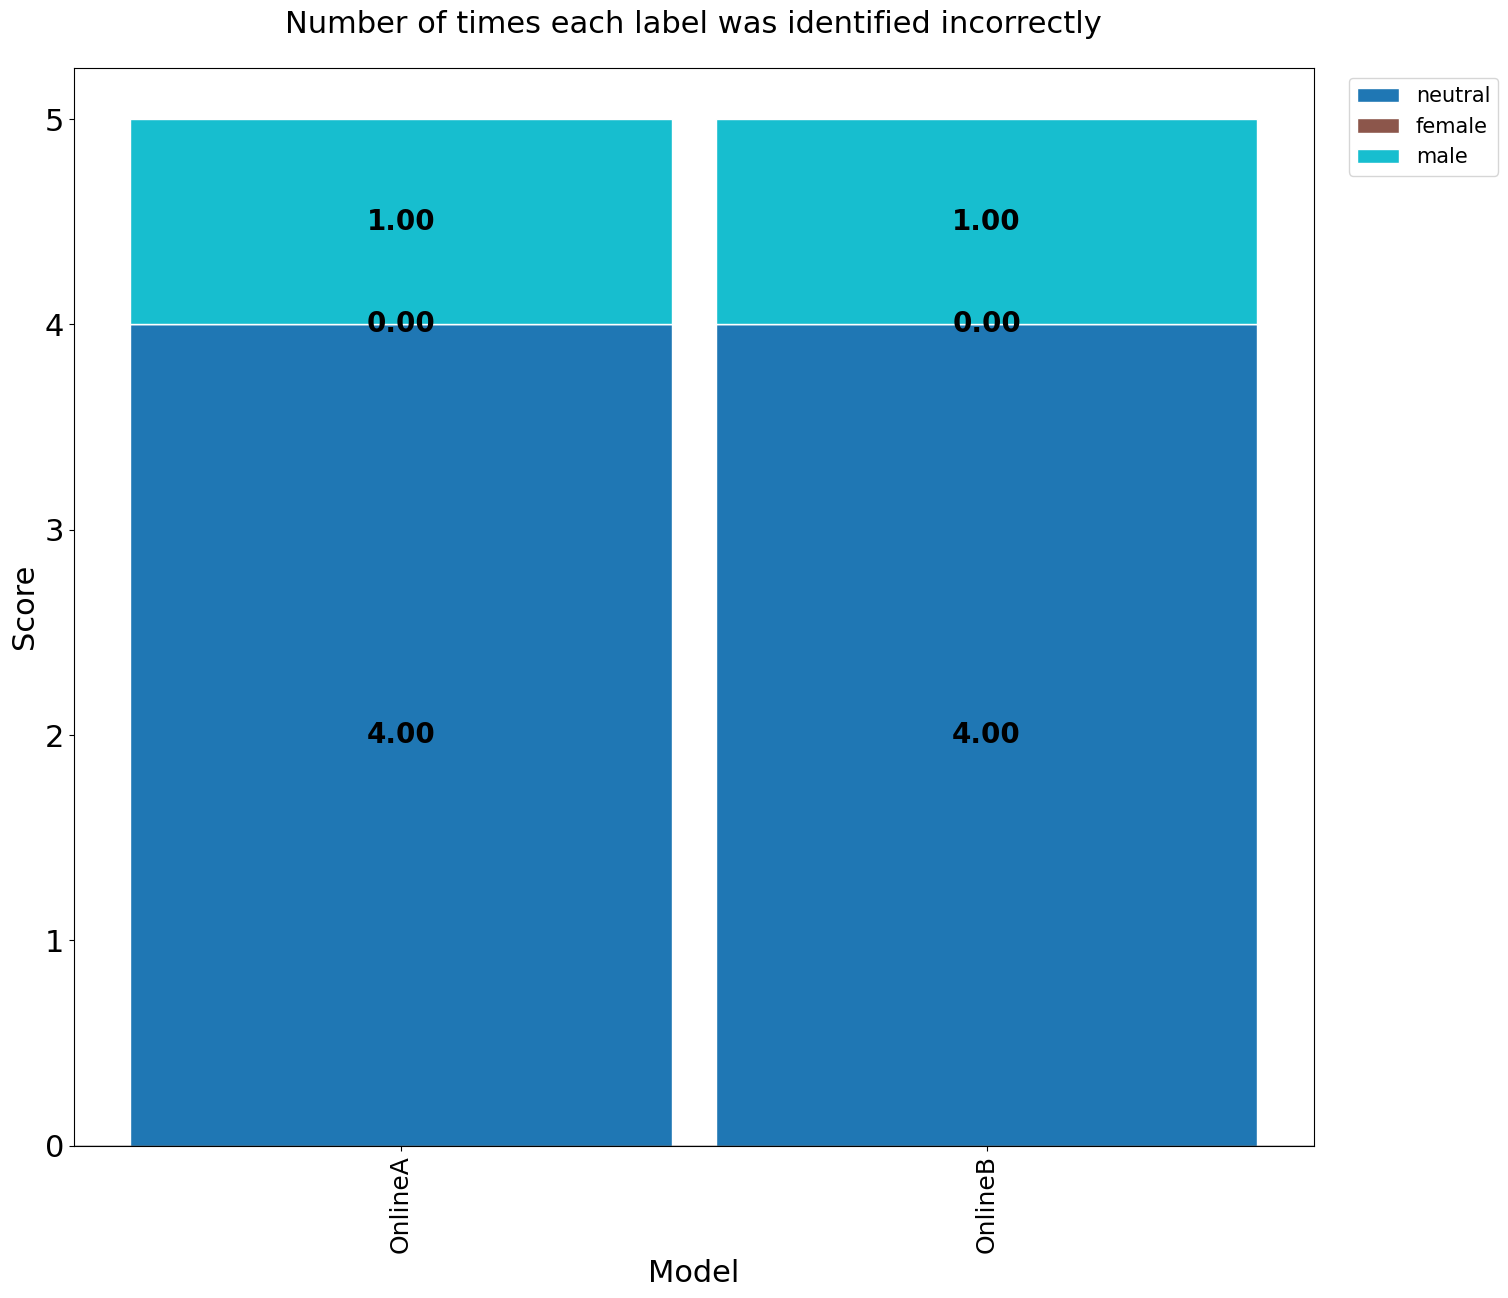 Number of times each label was identified incorrectly
neutral
female
male
5
4
3
2
1
0
Score
1.00
1.00
0.00
0.00
4.00
4.00
OnlineA
OnlineB
Model